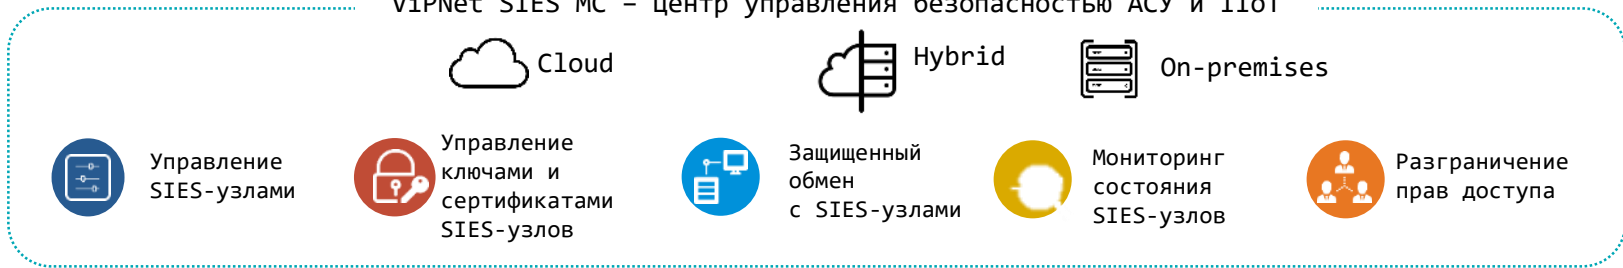 ViPNet SIES MC – центр управления безопасностью АСУ и IIoT
Cloud
Hybrid
On-premises
Управление
SIES-узлами
Управление
ключами и
сертификатами
SIES-узлов
Защищенный
обмен
с SIES-узлами
Мониторинг
состояния
SIES-узлов
Разграничение
прав доступа